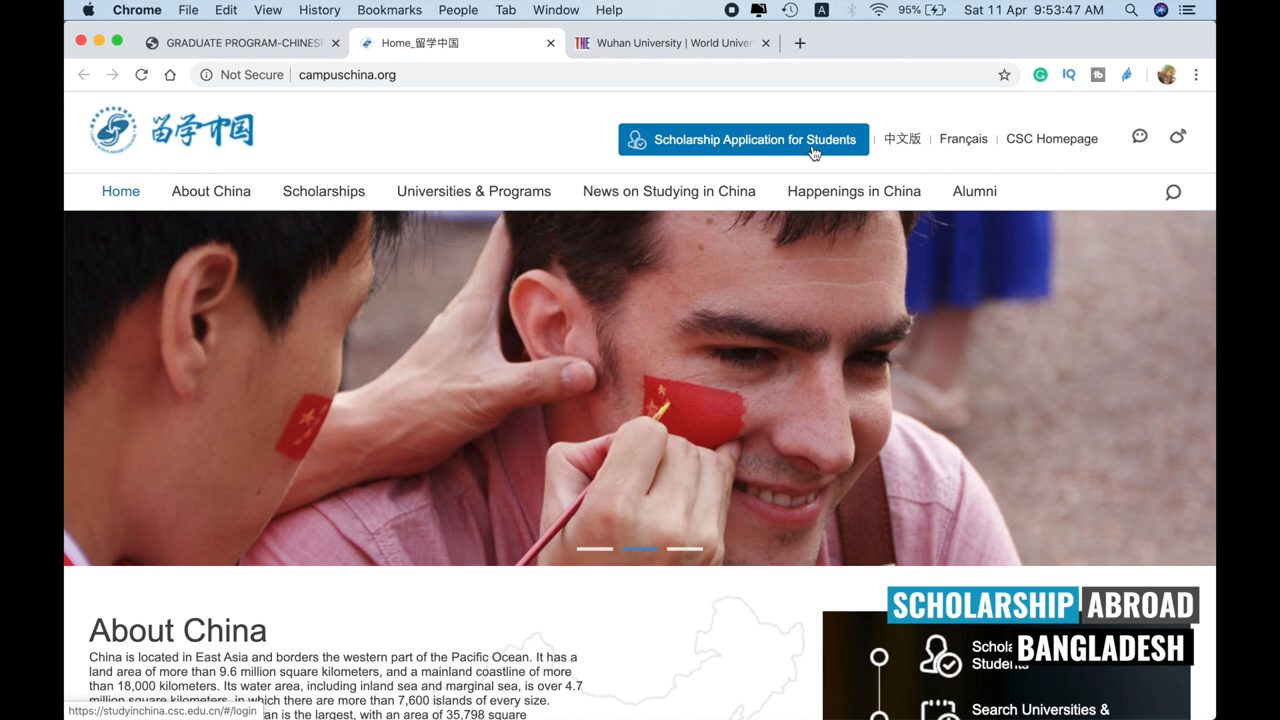 Chrome File Edit View History Bookmarks People Tab Window Help 95% Sat 11 Apr 9:53:47 AM
GRADUATE PROGRAM-CHINESE Home_留学中国 Wuhan University | World Univer
Not Secure campuschina.org
留学中国
Scholarship Application for Students 中文版 Français CSC Homepage
Home About China Scholarships Universities & Programs News on Studying in China Happenings in China Alumni
About China
China is located in East Asia and borders the western part of the Pacific Ocean. It has a
land area of more than 9.6 million square kilometers, and a mainland coastline of more
than 18,000 kilometers. Its water area, including inland sea and marginal sea, is over 4.7
million square kilometers, in which there are more than 7,600 islands of every size.
an is the largest, with an area of 35,798 square
https://studyinchina.csc.edu.cn/#/login
SCHOLARSHIP ABROAD
BANGLADESH
Search Universities &